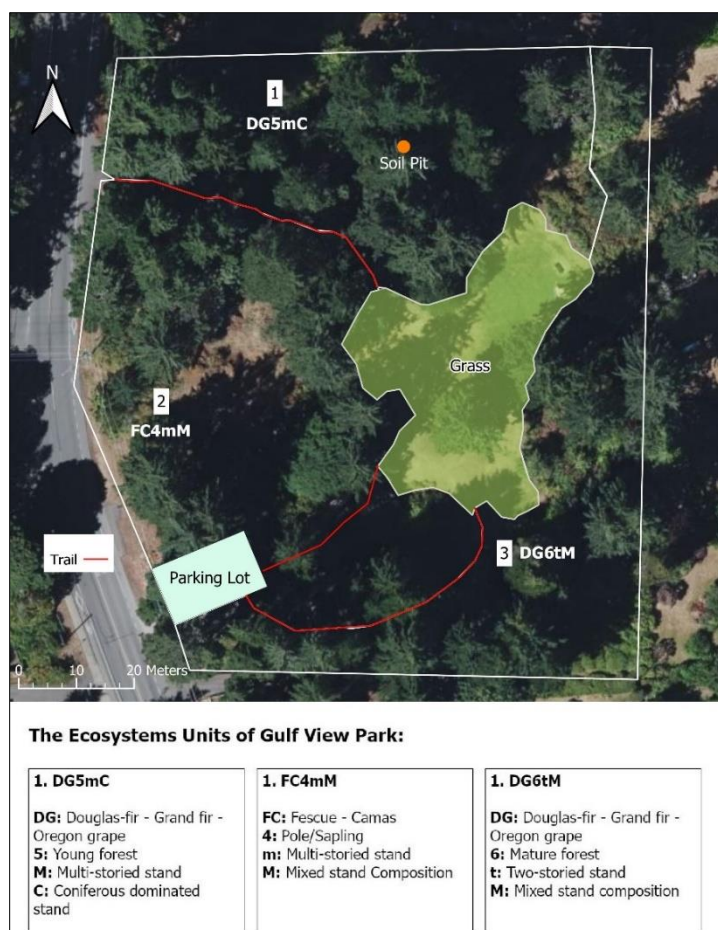 N
1
DG5mC
Soil Pit
Grass
2
FC4mM
3 DG6tM
Trail
Parking Lot
0 10 20 Meters
The Ecosystems Units of Gulf View Park:
1. DG5mC
DG: Douglas-fir - Grand fir -
Oregon grape
5: Young forest
M: Multi-storied stand
C: Coniferous dominated
stand
1. FC4mM
FC: Fescue - Camas
4: Pole/Sapling
m: Multi-storied stand
M: Mixed stand Composition
1. DG6tM
DG: Douglas-fir - Grand fir -
Oregon grape
6: Mature forest
t: Two-storied stand
M: Mixed stand composition